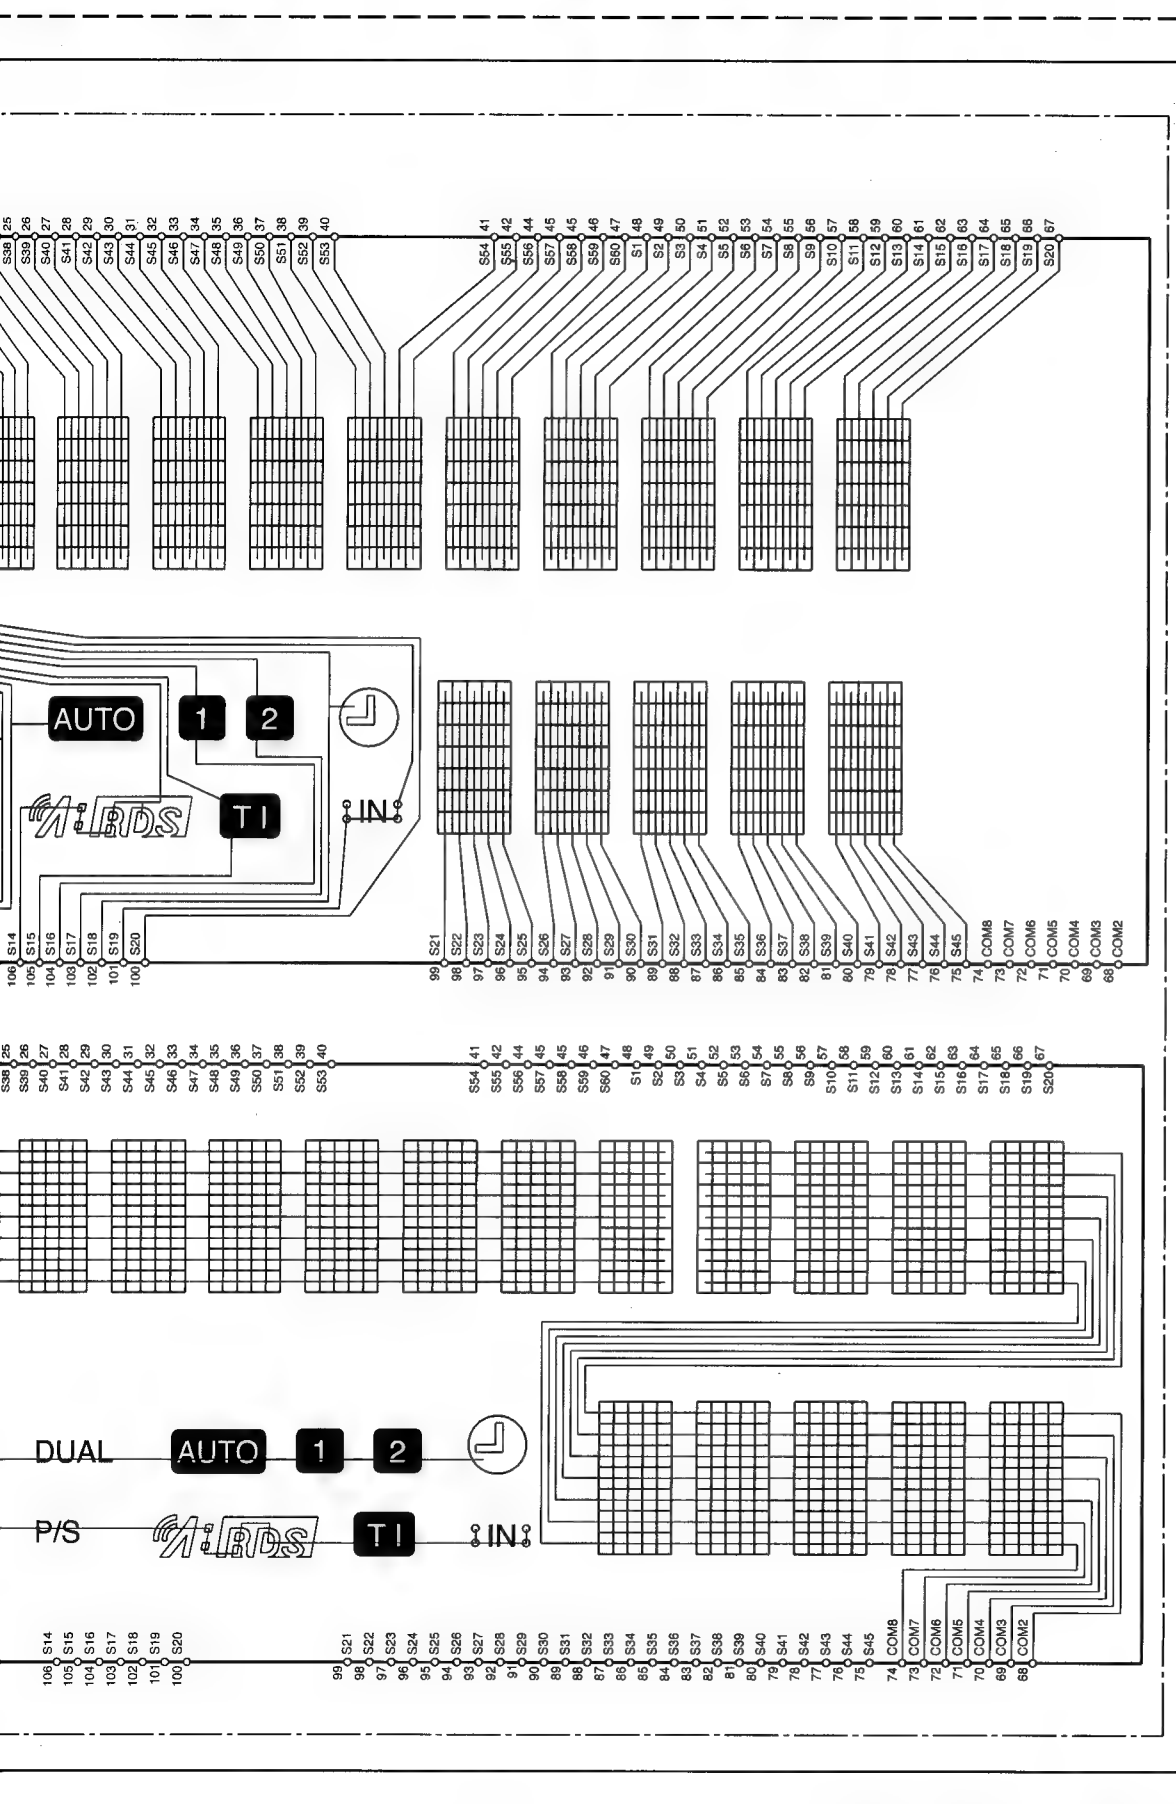 25 26 27 28 29 30 31 32 33 34 35 36 37 38 39 40 41 42 44 45 45 46 47 48 49 50 51 52 53 54 55 56 57 58 59 60 61 62 63 64 65 66 67
S38 S39 S40 S41 S42 S43 S44 S45 S46 S47 S48 S49 S50 S51 S52 S53 S54 S55 S56 S57 S58 S59 S60 S1 S2 S3 S4 S5 S6 S7 S8 S9 S10 S11 S12 S13 S14 S15 S16 S17 S18 S19 S20
AUTO 1 2
RDS TI IN
S14 S15 S16 S17 S18 S19 S20 S21 S22 S23 S24 S25 S26 S27 S28 S29 S30 S31 S32 S33 S34 S35 S36 S37 S38 S39 S40 S41 S42 S43 S44 S45 COM8 COM7 COM6 COM5 COM4 COM3 COM2
106 105 104 103 102 101 100 99 98 97 96 95 94 93 92 91 90 89 88 87 86 85 84 83 82 81 80 79 78 77 76 75 74 73 72 71 70 69 68
25 26 27 28 29 30 31 32 33 34 35 36 37 38 39 40 41 42 44 45 45 46 47 48 49 50 51 52 53 54 55 56 57 58 59 60 61 62 63 64 65 66 67
S38 S39 S40 S41 S42 S43 S44 S45 S46 S47 S48 S49 S50 S51 S52 S53 S54 S55 S56 S57 S58 S59 S60 S1 S2 S3 S4 S5 S6 S7 S8 S9 S10 S11 S12 S13 S14 S15 S16 S17 S18 S19 S20
DUAL AUTO 1 2
P/S RDS TI IN
S14 S15 S16 S17 S18 S19 S20 S21 S22 S23 S24 S25 S26 S27 S28 S29 S30 S31 S32 S33 S34 S35 S36 S37 S38 S39 S40 S41 S42 S43 S44 S45 COM8 COM7 COM6 COM5 COM4 COM3 COM2
106 105 104 103 102 101 100 99 98 97 96 95 94 93 92 91 90 89 88 87 86 85 84 83 82 81 80 79 78 77 76 75 74 73 72 71 70 69 68